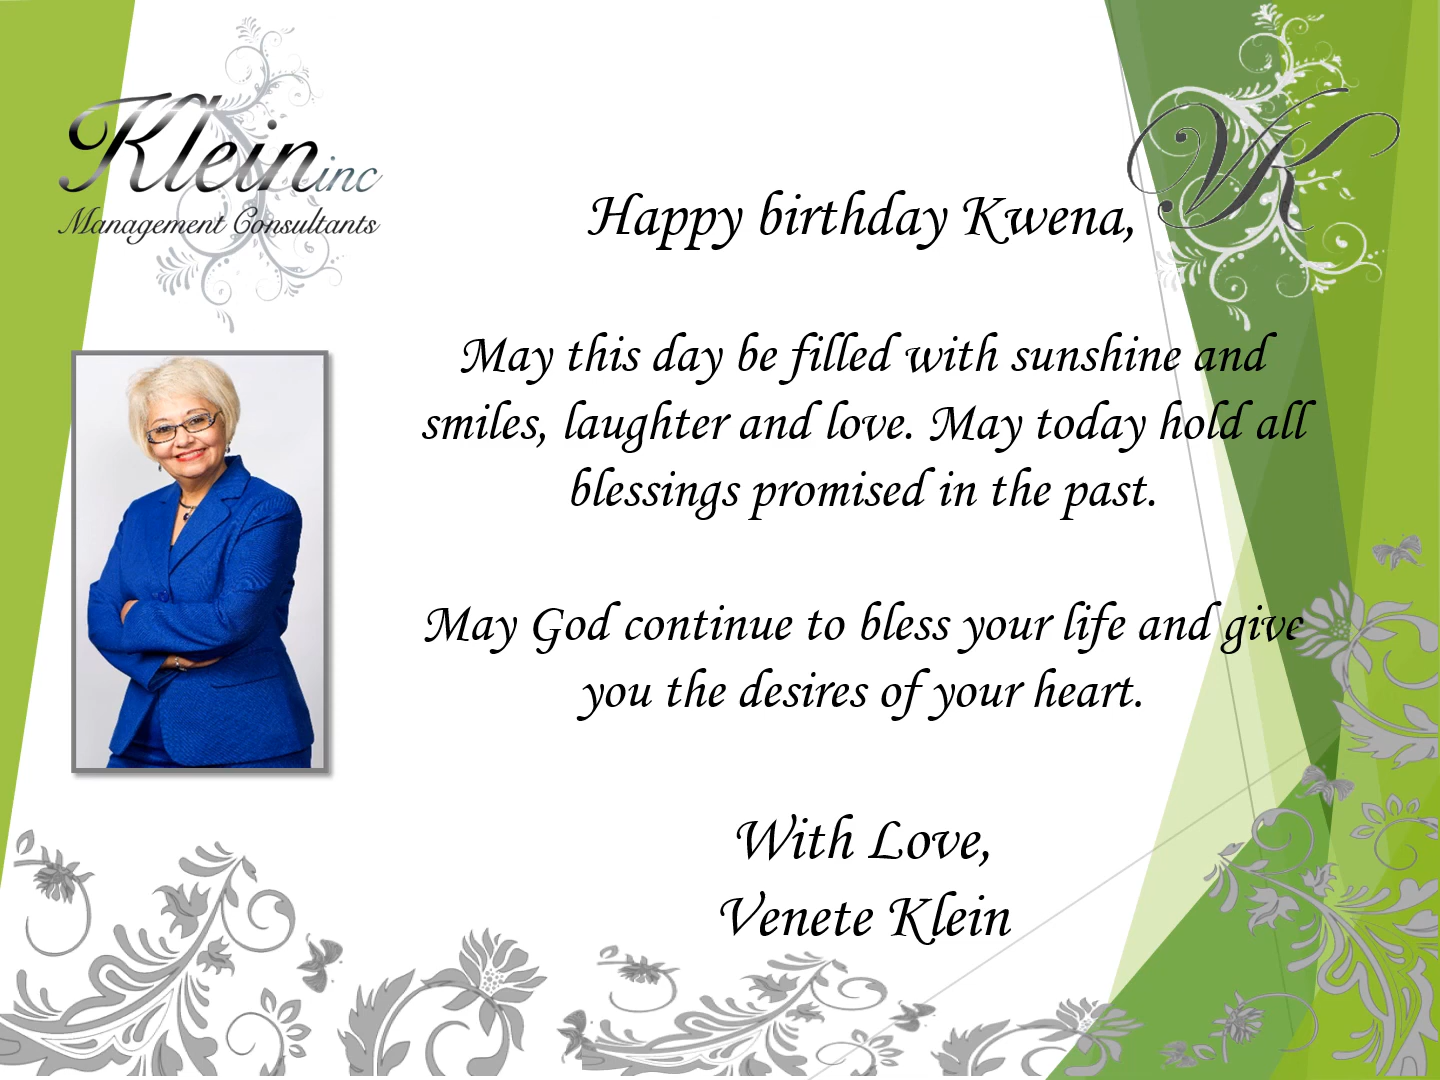 Klein inc
Management Consultants
VK
Happy birthday Kwena,
May this day be filled with sunshine and
smiles, laughter and love. May today hold all
blessings promised in the past.
May God continue to bless your life and give
you the desires of your heart.
With Love,
Venete Klein